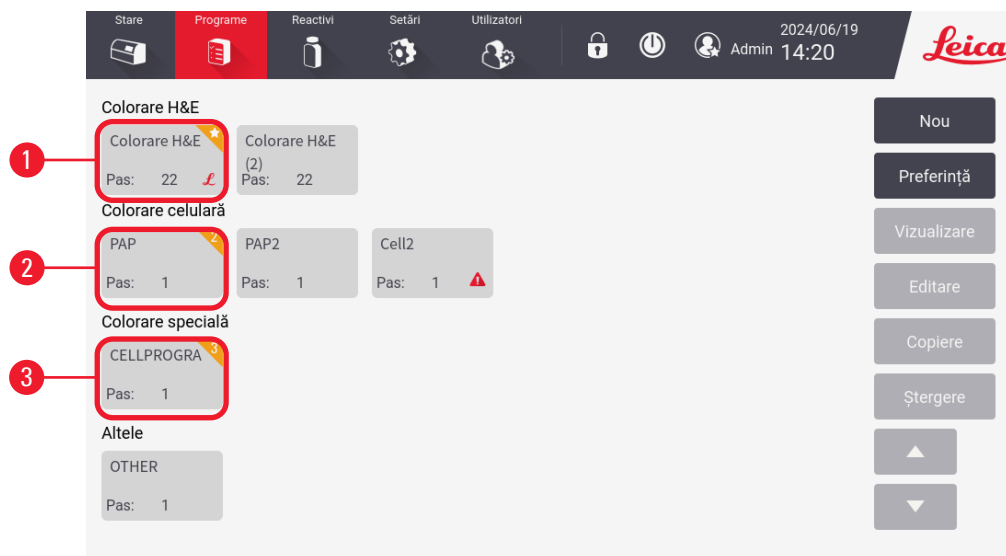 Stare Programe Reactivi Setări Utilizatori
Admin 2024/06/19 14:20
Leica
Colorare H&E
1
Colorare H&E
Pas: 22 L
Colorare H&E
(2)
Pas: 22
Colorare celulară
2
PAP 2
Pas: 1
PAP2
Pas: 1
Cell2
Pas: 1
Colorare specială
3
CELLPROGRA 3
Pas: 1
Altele
OTHER
Pas: 1
Nou
Preferință
Vizualizare
Editare
Copiere
Ștergere